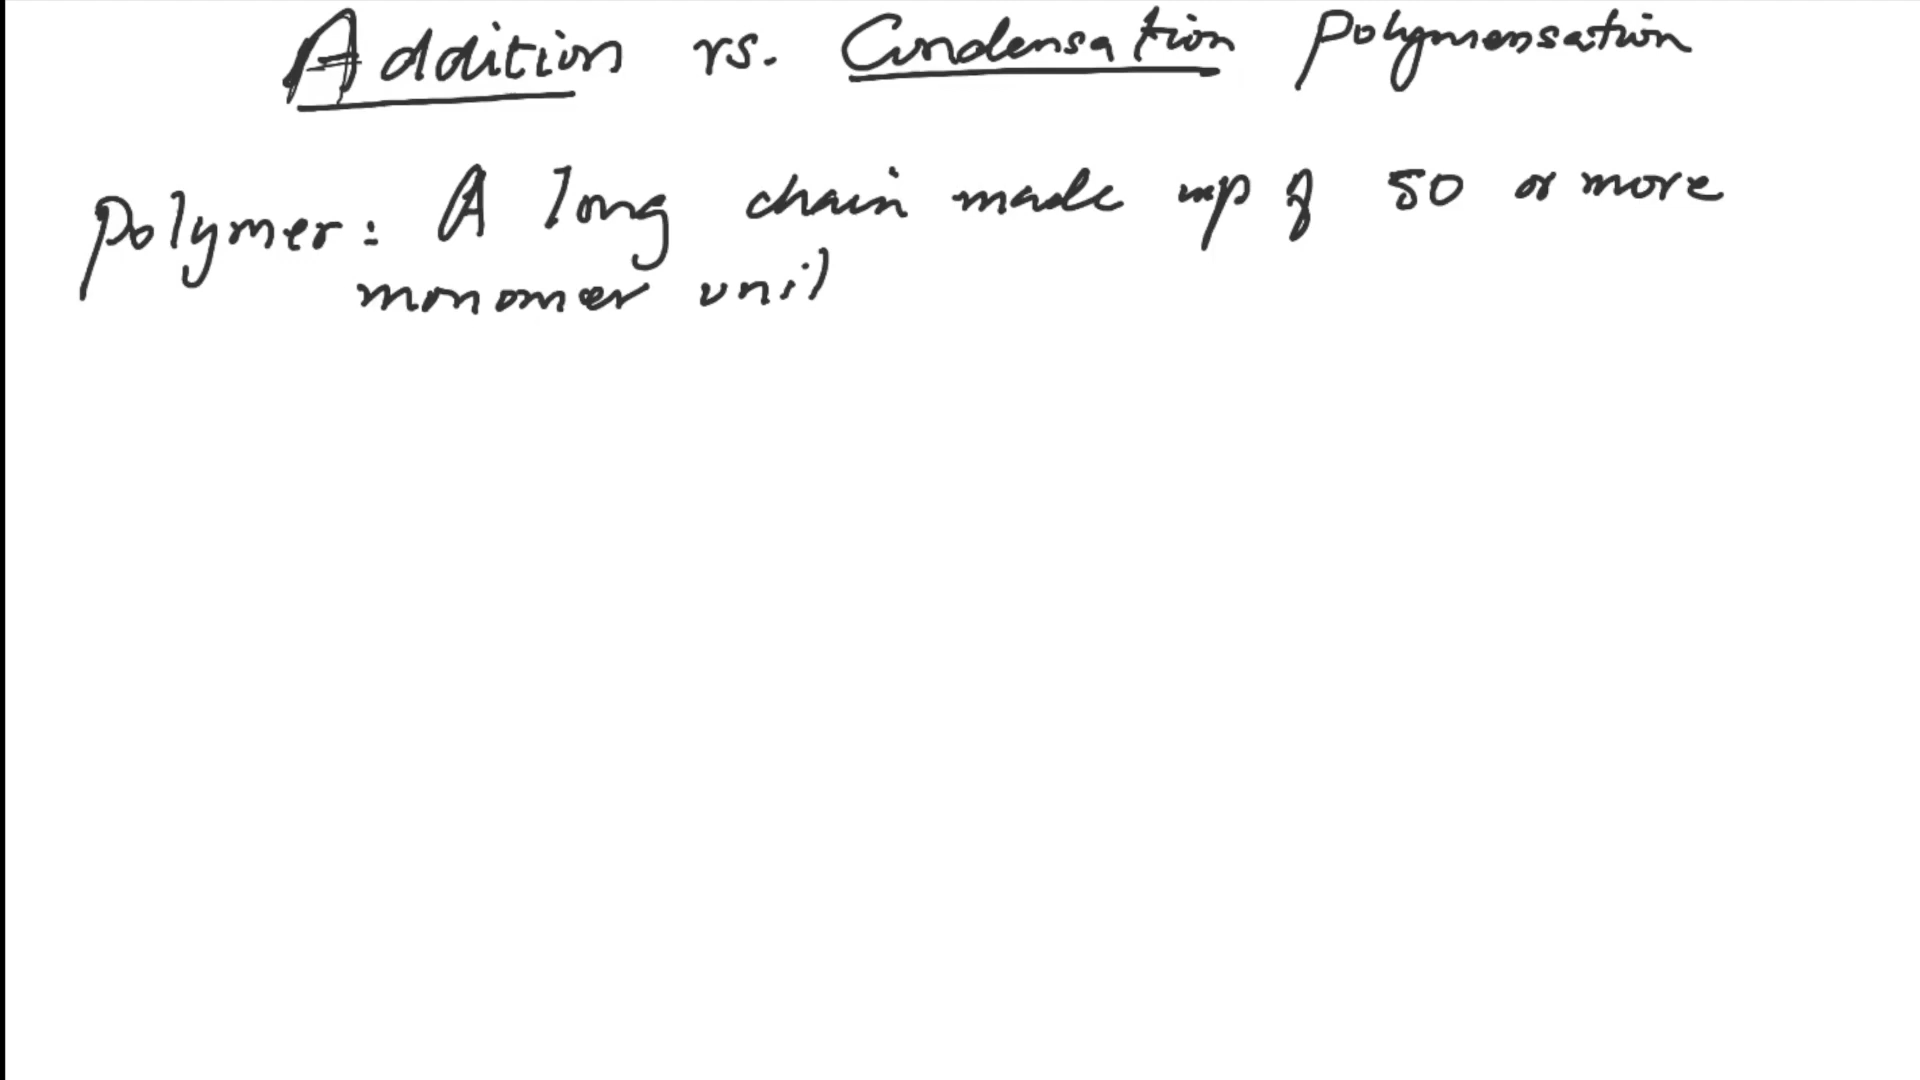 Addition vs. Condensation Polymerisation
Polymer: A long chain made up of 50 or more
monomer unit